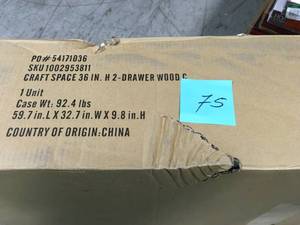 PO# 54171D36
SKU1002953811
CRAFT SPACE 36 IN. H 2-DRAWER WOOD C
1 Unit
Case Wt: 92.4 lbs
59.7 in. L X 32.7 in. W X 9.8 in. H
COUNTRY OF ORIGIN: CHINA
75